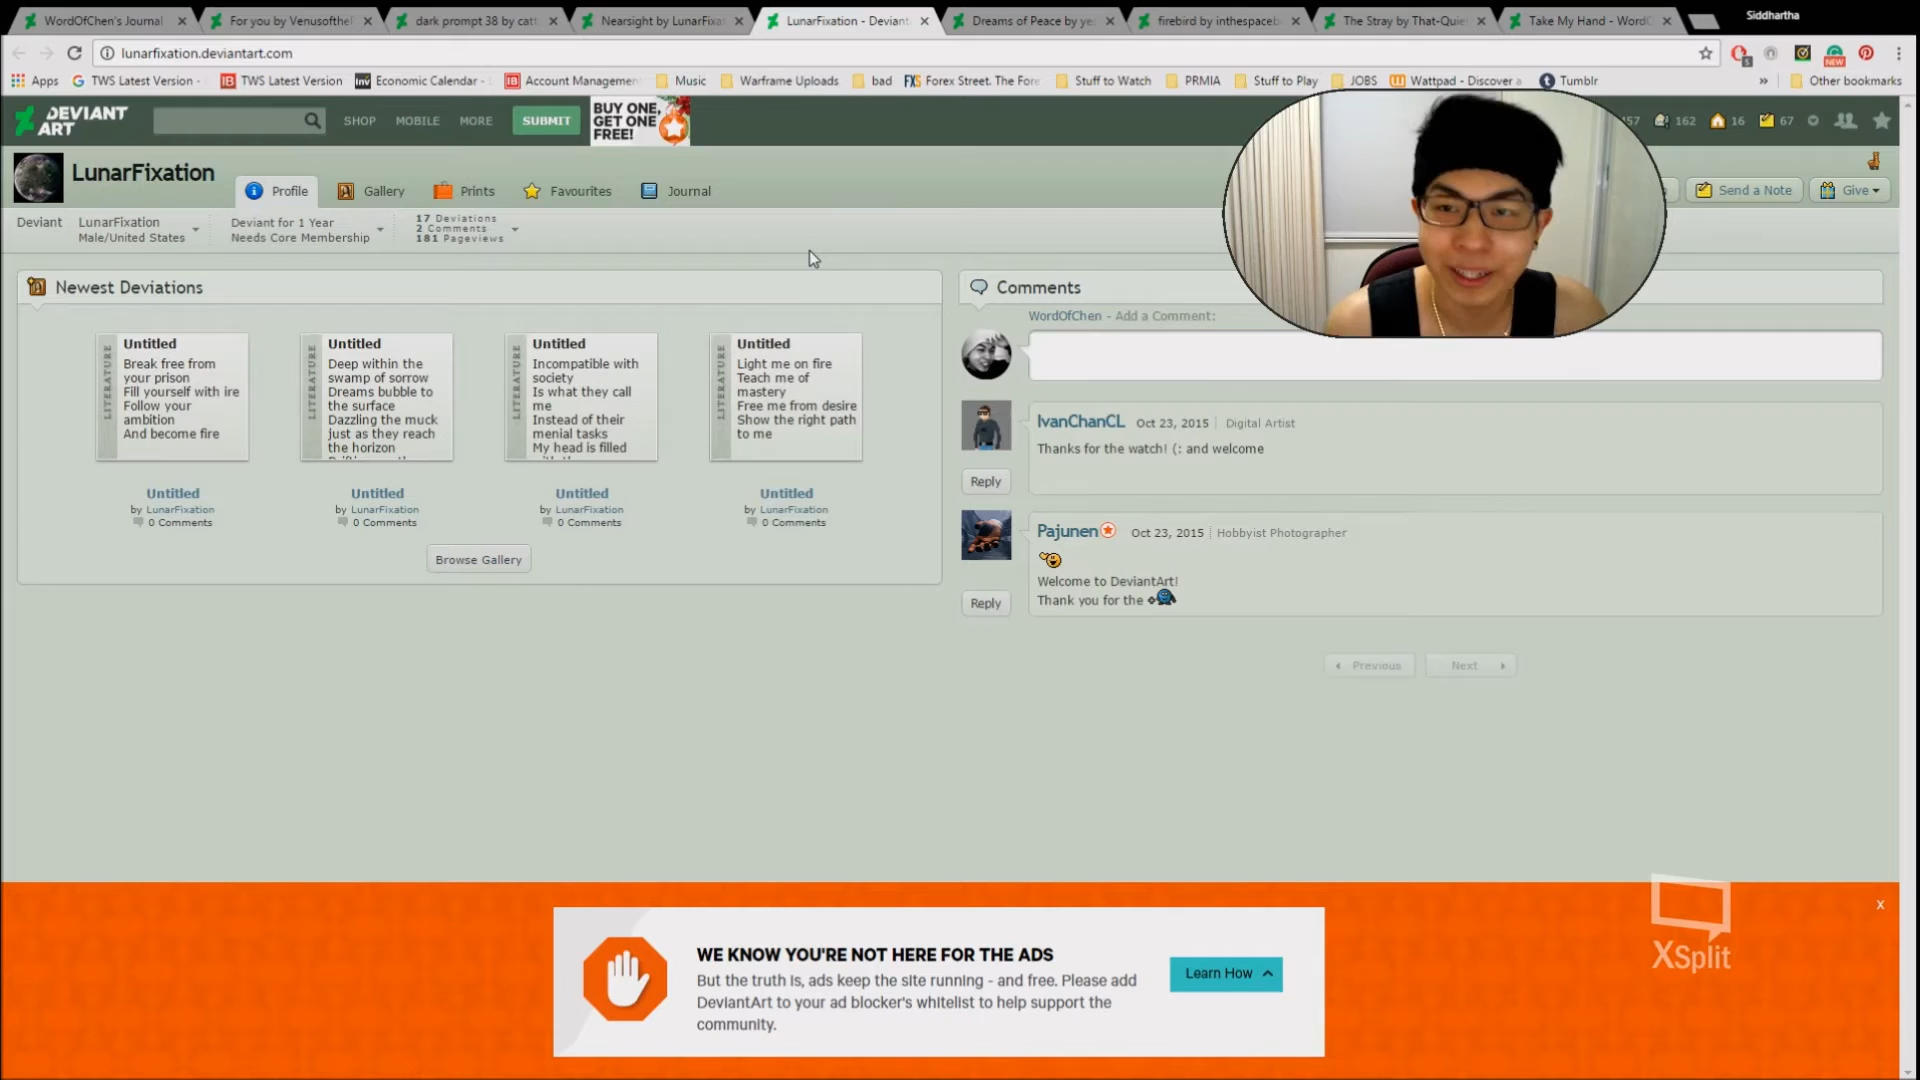 WordOfChen's Journal
For you by Venusofthe
dark prompt 38 by catt
Nearsight by LunarFixat
LunarFixation - Deviant
Dreams of Peace by ye
firebird by inthespaceb
The Stray by That-Quie
Take My Hand - WordO
Siddhartha
lunarfixation.deviantart.com
Apps
TWS Latest Version -
TWS Latest Version
Economic Calendar -
Account Management
Music
Warframe Uploads
bad
Forex Street. The Fore
Stuff to Watch
PRMIA
Stuff to Play
JOBS
Wattpad - Discover a
Tumblr
»
Other bookmarks
DEVIANT
ART
SHOP
MOBILE
MORE
SUBMIT
BUY ONE,
GET ONE
FREE!
457
162
16
67
LunarFixation
Profile
Gallery
Prints
Favourites
Journal
Send a Note
Give
Deviant
LunarFixation
Male/United States
Deviant for 1 Year
Needs Core Membership
17 Deviations
2 Comments
181 Pageviews
Newest Deviations
LITERATURE
Untitled
Break free from
your prison
Fill yourself with ire
Follow your
ambition
And become fire
LITERATURE
Untitled
Deep within the
swamp of sorrow
Dreams bubble to
the surface
Dazzling the muck
just as they reach
the horizon
LITERATURE
Untitled
Incompatible with
society
Is what they call
me
Instead of their
menial tasks
My head is filled
LITERATURE
Untitled
Light me on fire
Teach me of
mastery
Free me from desire
Show the right path
to me
Untitled
by LunarFixation
0 Comments
Untitled
by LunarFixation
0 Comments
Untitled
by LunarFixation
0 Comments
Untitled
by LunarFixation
0 Comments
Browse Gallery
Comments
WordOfChen - Add a Comment:
IvanChanCL Oct 23, 2015 Digital Artist
Thanks for the watch! (: and welcome
Reply
Pajunen Oct 23, 2015 Hobbyist Photographer
Welcome to DeviantArt!
Thank you for the
Reply
Previous
Next
x
WE KNOW YOU'RE NOT HERE FOR THE ADS
But the truth is, ads keep the site running - and free. Please add
DeviantArt to your ad blocker's whitelist to help support the
community.
Learn How
XSplit